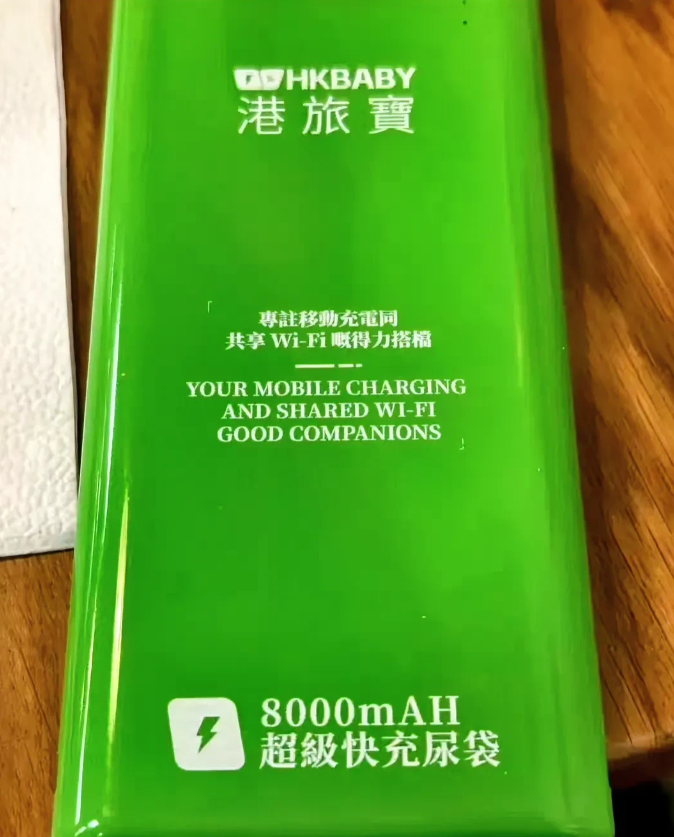 HKBABY
港旅寶
專註移動充電同
共享 Wi-Fi 嘅得力搭檔
YOUR MOBILE CHARGING
AND SHARED WI-FI
GOOD COMPANIONS
8000mAH
超級快充尿袋